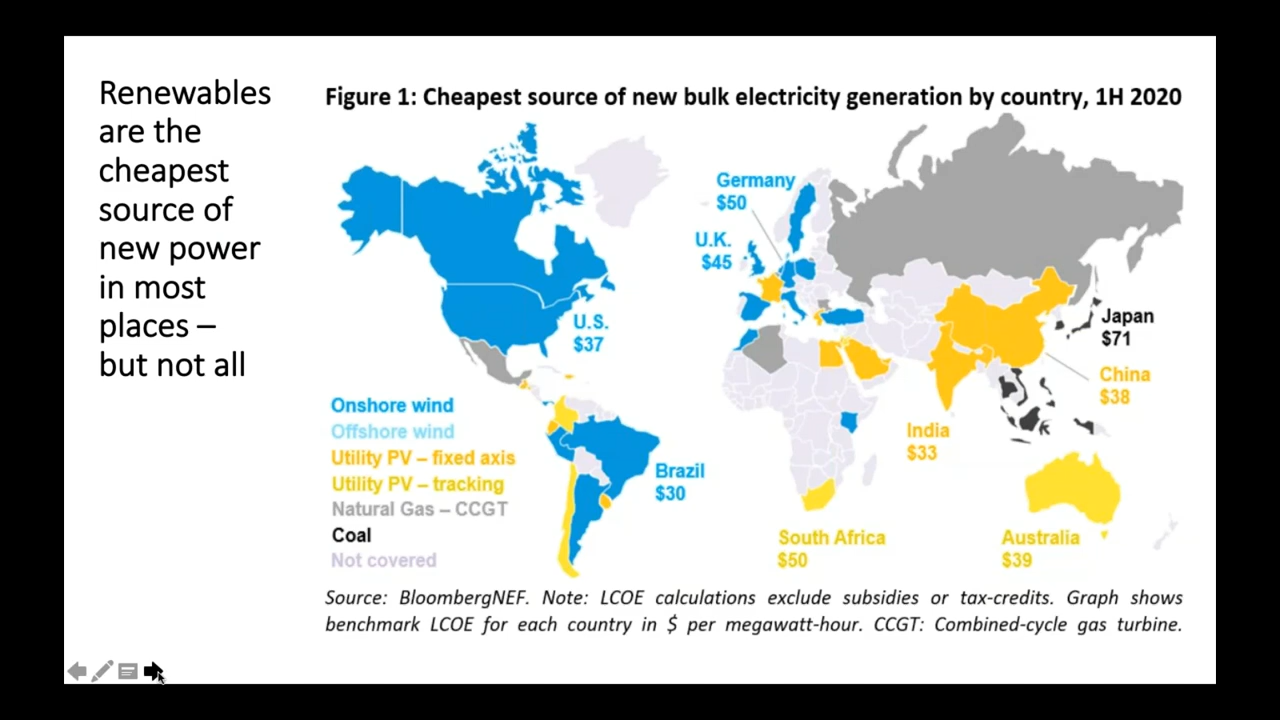 Renewables
are the
cheapest
source of
new power
in most
places –
but not all
Figure 1: Cheapest source of new bulk electricity generation by country, 1H 2020
Germany
$50
U.K.
$45
U.S.
$37
Japan
$71
China
$38
India
$33
Brazil
$30
South Africa
$50
Australia
$39
Onshore wind
Offshore wind
Utility PV – fixed axis
Utility PV – tracking
Natural Gas – CCGT
Coal
Not covered
Source: BloombergNEF. Note: LCOE calculations exclude subsidies or tax-credits. Graph shows
benchmark LCOE for each country in $ per megawatt-hour. CCGT: Combined-cycle gas turbine.